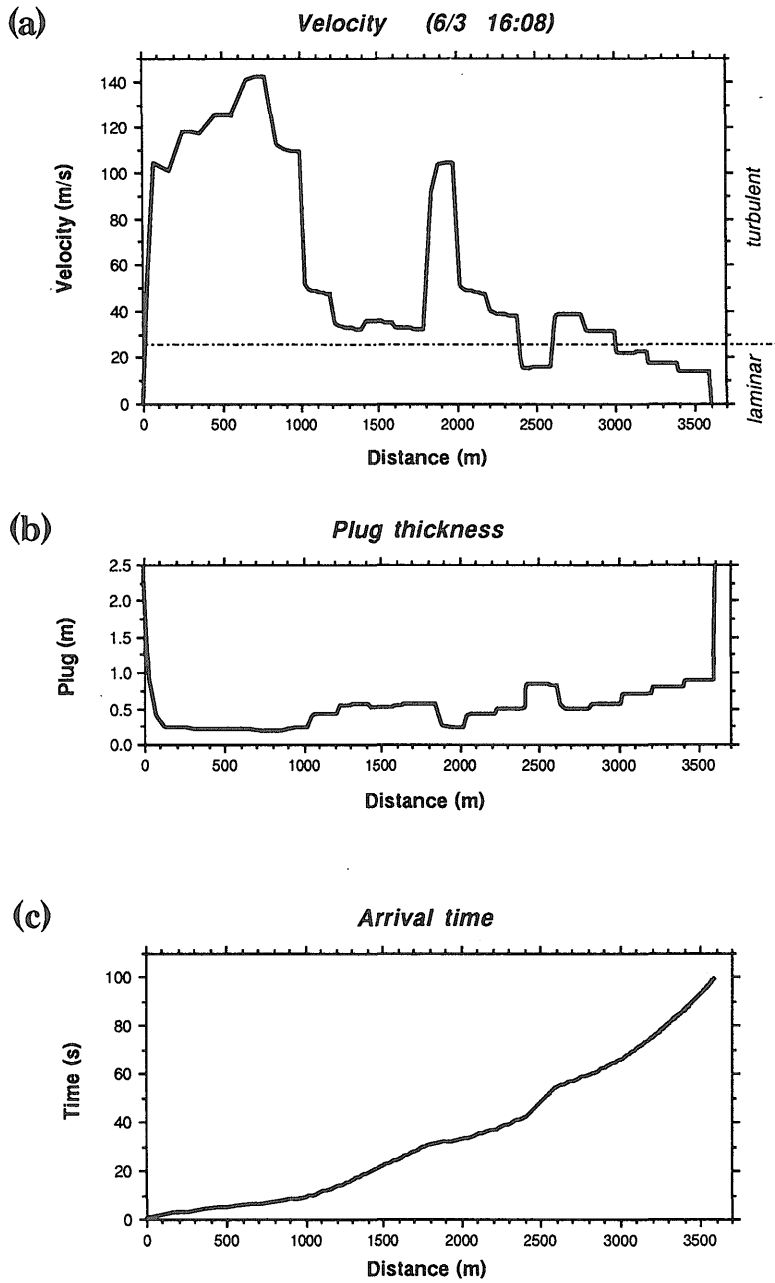 (a)
Velocity (6/3 16:08)
Velocity (m/s)
140
120
100
80
60
40
20
0
turbulent
laminar
0 500 1000 1500 2000 2500 3000 3500
Distance (m)
(b)
Plug thickness
Plug (m)
2.5
2.0
1.5
1.0
0.5
0.0
0 500 1000 1500 2000 2500 3000 3500
Distance (m)
(c)
Arrival time
Time (s)
100
80
60
40
20
0
0 500 1000 1500 2000 2500 3000 3500
Distance (m)